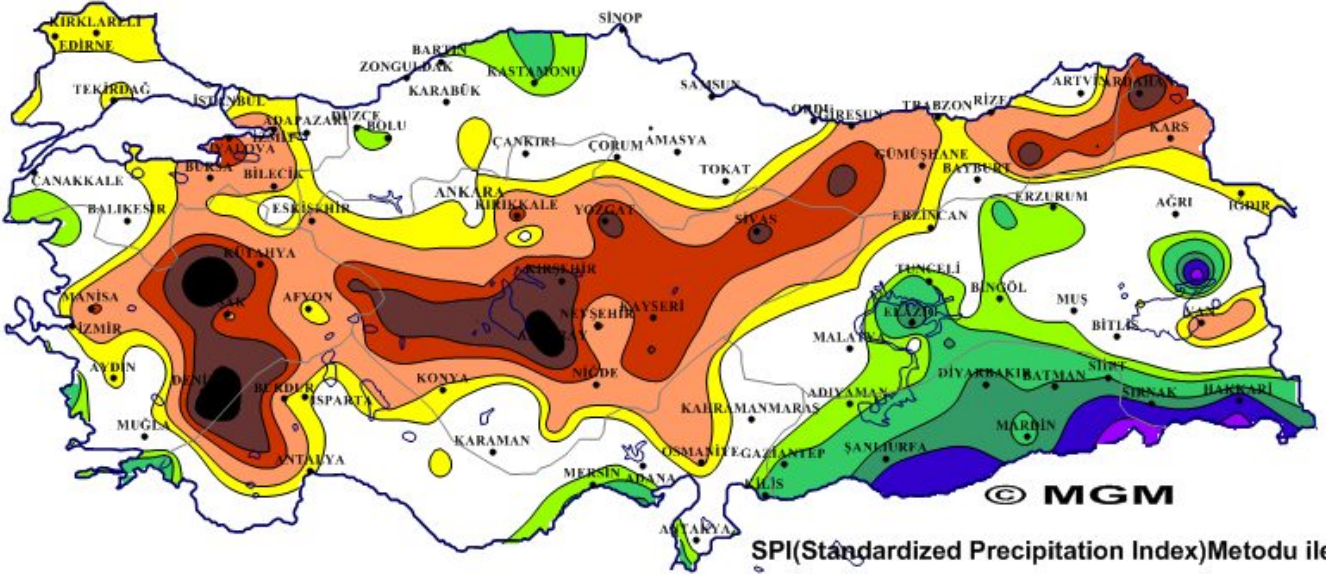 KIRKLARELİ
EDİRNE
TEKİRDAĞ
İSTANBUL
SİNOP
BARTIN
ZONGULDAK
KASTAMONU
KARABÜK
SAMSUN
ARTVİN
ARDAHAN
ORDU
GİRESUN
TRABZON
RİZE
ADAPAZARI
DÜZCE
BOLU
İZMİT
YALOVA
BURSA
BİLECİK
ÇANKIRI
ÇORUM
AMASYA
TOKAT
KARS
GÜMÜŞHANE
BAYBURT
ÇANAKKALE
BALIKESİR
ESKİŞEHİR
ANKARA
KIRIKKALE
YOZGAT
SİVAS
ERZİNCAN
ERZURUM
AĞRI
IĞDIR
KÜTAHYA
KIRŞEHİR
TUNCELİ
BİNGÖL
MUŞ
MANİSA
İZMİR
AFYON
NEVŞEHİR
KAYSERİ
ELAZIĞ
MALATYA
BİTLİS
VAN
AYDIN
BURDUR
ISPARTA
KONYA
NİĞDE
ADIYAMAN
DİYARBAKIR
BATMAN
SİİRT
ŞIRNAK
HAKKARİ
KAHRAMANMARAŞ
MUĞLA
KARAMAN
MARDİN
ANTALYA
MERSİN
ADANA
OSMANİYE
GAZİANTEP
ŞANLIURFA
KİLİS
ANTAKYA
© MGM
SPI(Standardized Precipitation Index)Metodu ile